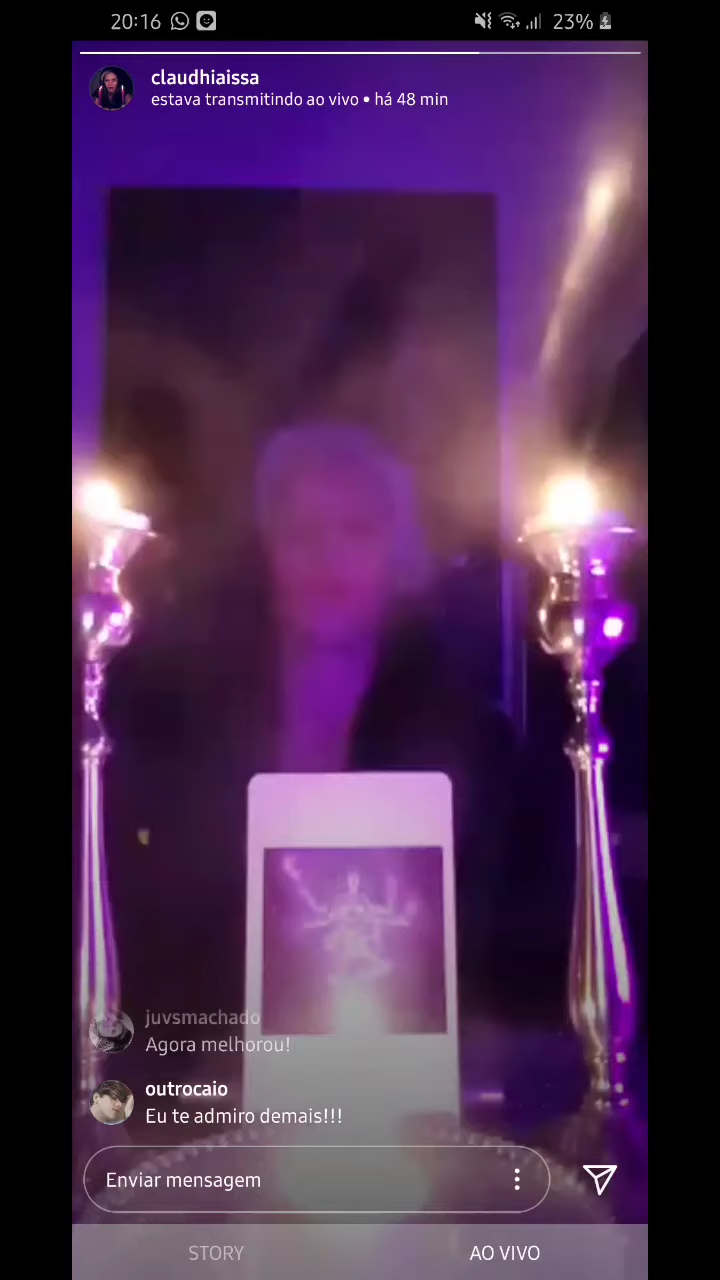 20:16
23%
claudhiaissa
estava transmitindo ao vivo • há 48 min
juvsmachado
Agora melhorou!
outrocaio
Eu te admiro demais!!!
Enviar mensagem
STORY
AO VIVO